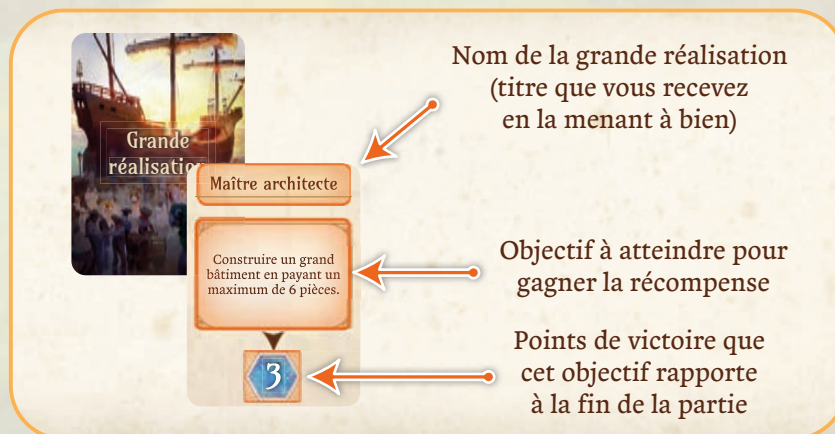 Grande
réalisation
Maître architecte
Construire un grand
bâtiment en payant un
maximum de 6 pièces.
3
Nom de la grande réalisation
(titre que vous recevez
en la menant à bien)
Objectif à atteindre pour
gagner la récompense
Points de victoire que
cet objectif rapporte
à la fin de la partie